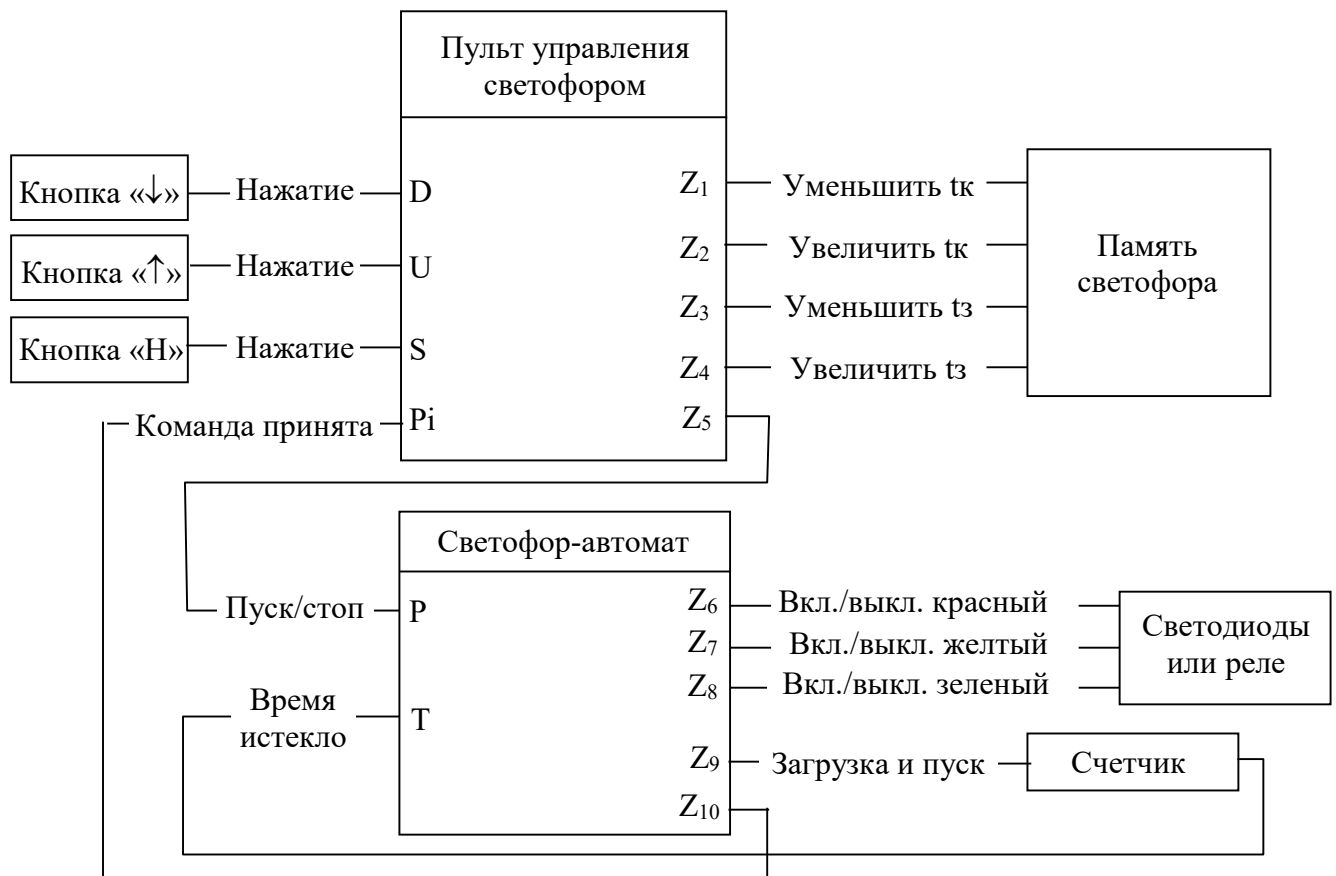 Пульт управления
светофором
Кнопка «↓»
Нажатие
D
Z₁
Уменьшить tк
Кнопка «↑»
Нажатие
U
Z₂
Увеличить tк
Память
светофора
Z₃
Уменьшить tз
Кнопка «Н»
Нажатие
S
Z₄
Увеличить tз
Команда принята
Pi
Z₅
Светофор-автомат
Пуск/стоп
P
Z₆
Вкл./выкл. красный
Z₇
Вкл./выкл. желтый
Z₈
Вкл./выкл. зеленый
Светодиоды
или реле
Время
истекло
T
Z₉
Загрузка и пуск
Счетчик
Z₁₀